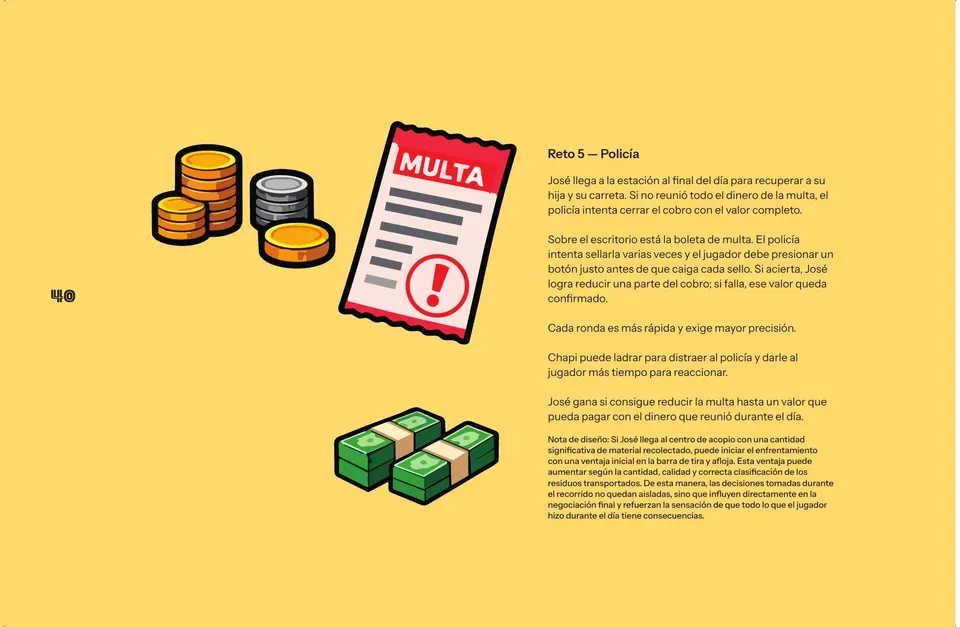 MULTA
40
Reto 5 — Policía
José llega a la estación al final del día para recuperar a su
hija y su carreta. Si no reunió todo el dinero de la multa, el
policía intenta cerrar el cobro con el valor completo.
Sobre el escritorio está la boleta de multa. El policía
intenta sellarla varias veces y el jugador debe presionar un
botón justo antes de que caiga cada sello. Si acierta, José
logra reducir una parte del cobro; si falla, ese valor queda
confirmado.
Cada ronda es más rápida y exige mayor precisión.
Chapi puede ladrar para distraer al policía y darle al
jugador más tiempo para reaccionar.
José gana si consigue reducir la multa hasta un valor que
pueda pagar con el dinero que reunió durante el día.
Nota de diseño: Si José llega al centro de acopio con una cantidad
significativa de material recolectado, puede iniciar el enfrentamiento
con una ventaja inicial en la barra de tira y afloja. Esta ventaja puede
aumentar según la cantidad, calidad y correcta clasificación de los
residuos transportados. De esta manera, las decisiones tomadas durante
el recorrido no quedan aisladas, sino que influyen directamente en la
negociación final y refuerzan la sensación de que todo lo que el jugador
hizo durante el día tiene consecuencias.